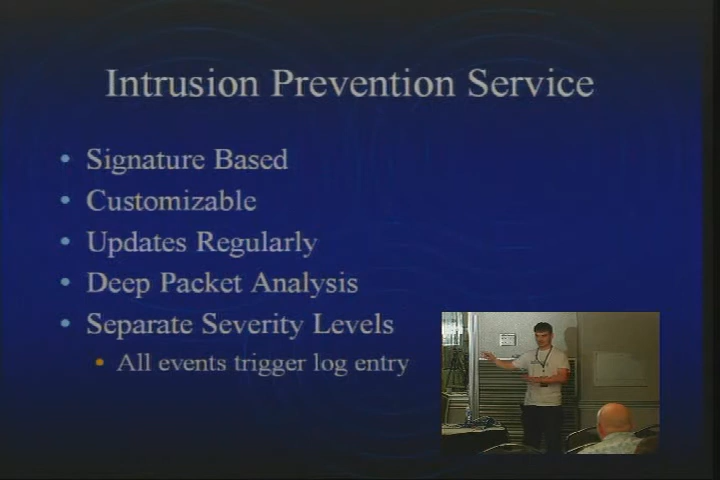 Intrusion Prevention Service
• Signature Based
• Customizable
• Updates Regularly
• Deep Packet Analysis
• Separate Severity Levels
• All events trigger log entry